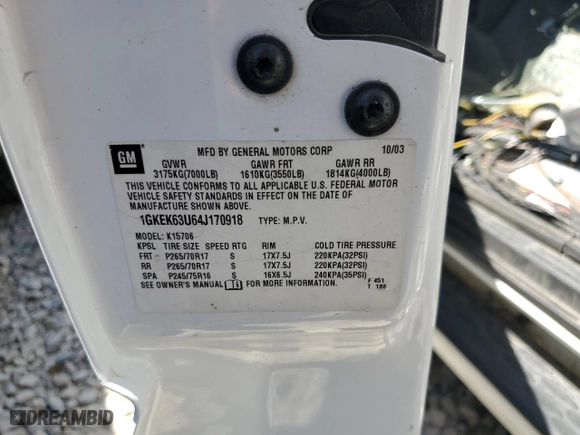 GM
MFD BY GENERAL MOTORS CORP 10/03
GVWR GAWR FRT GAWR RR
3175KG(7000LB) 1610KG(3550LB) 1814KG(4000LB)
THIS VEHICLE CONFORMS TO ALL APPLICABLE U.S. FEDERAL MOTOR
VEHICLE SAFETY STANDARDS IN EFFECT ON THE DATE OF
MANUFACTURE SHOWN ABOVE.
1GKEK63U64J170918 TYPE: M.P.V.
MODEL: K15706
KPSL TIRE SIZE SPEED RTG RIM COLD TIRE PRESSURE
FRT P265/70R17 S 17X7.5J 220KPA(32PSI)
RR P265/70R17 S 17X7.5J 220KPA(32PSI)
SPA P245/75R16 S 16X6.5J 240KPA(35PSI)
SEE OWNER'S MANUAL FOR MORE INFORMATION.
F 451
T 188
DREAMBID